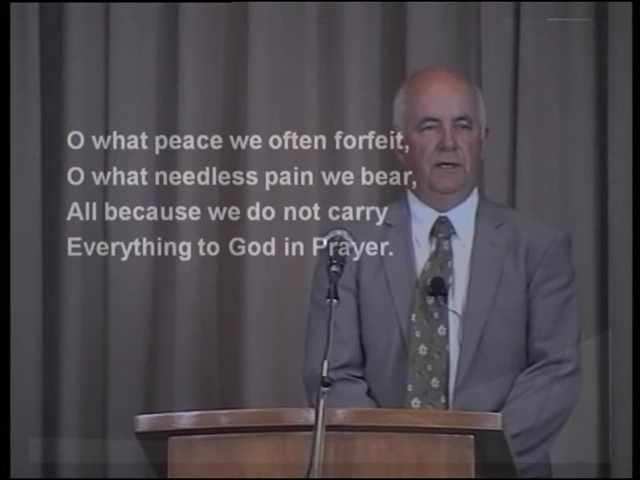 O what peace we often forfeit,
O what needless pain we bear,
All because we do not carry
Everything to God in Prayer.